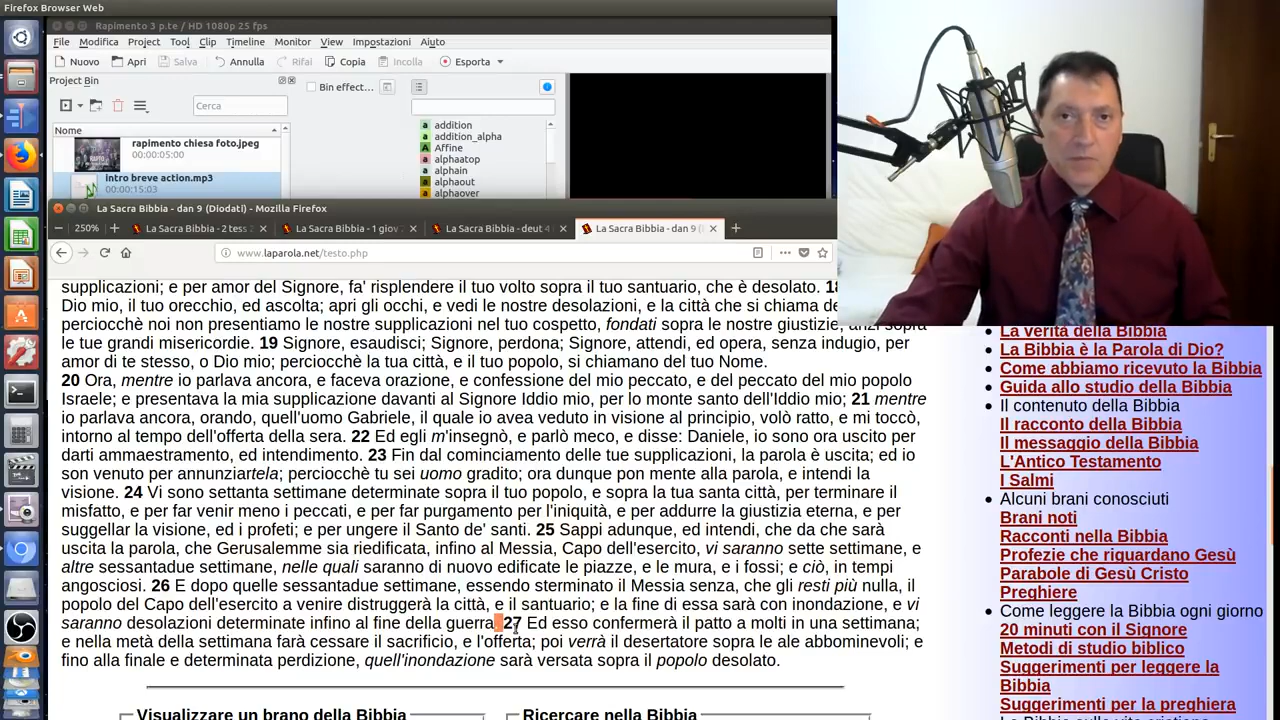 Firefox Browser Web
Rapimento 3 p.te / HD 1080p 25 fps
File Modifica Project Tool Clip Timeline Monitor View Impostazioni Aiuto
Nuovo Apri Salva Annulla Rifai Copia Incolla Esporta
Project Bin
Bin effect...
Cerca
Nome
rapimento chiesa foto.jpeg
00:00:05:00
intro breve action.mp3
00:00:15:03
addition
addition_alpha
Affine
alphaatop
alphain
alphaout
alphaover
La Sacra Bibbia - dan 9 (Diodati) - Mozilla Firefox
250%
La Sacra Bibbia - 2 tess 2
La Sacra Bibbia - 1 giov 2
La Sacra Bibbia - deut 4 (
La Sacra Bibbia - dan 9 (D
www.laparola.net/testo.php
supplicazioni; e per amor del Signore, fa' risplendere il tuo volto sopra il tuo santuario, che è desolato. 18
Dio mio, il tuo orecchio, ed ascolta; apri gli occhi, e vedi le nostre desolazioni, e la città che si chiama de
perciocchè noi non presentiamo le nostre supplicazioni nel tuo cospetto, fondati sopra le nostre giustizie, anzi sopra
le tue grandi misericordie. 19 Signore, esaudisci; Signore, perdona; Signore, attendi, ed opera, senza indugio, per
amor di te stesso, o Dio mio; perciocchè la tua città, e il tuo popolo, si chiamano del tuo Nome.
20 Ora, mentre io parlava ancora, e faceva orazione, e confessione del mio peccato, e del peccato del mio popolo
Israele; e presentava la mia supplicazione davanti al Signore Iddio mio, per lo monte santo dell'Iddio mio; 21 mentre
io parlava ancora, orando, quell'uomo Gabriele, il quale io avea veduto in visione al principio, volò ratto, e mi toccò,
intorno al tempo dell'offerta della sera. 22 Ed egli m'insegnò, e parlò meco, e disse: Daniele, io sono ora uscito per
darti ammaestramento, ed intendimento. 23 Fin dal cominciamento delle tue supplicazioni, la parola è uscita; ed io
son venuto per annunziartela; perciocchè tu sei uomo gradito; ora dunque pon mente alla parola, e intendi la
visione. 24 Vi sono settanta settimane determinate sopra il tuo popolo, e sopra la tua santa città, per terminare il
misfatto, e per far venir meno i peccati, e per far purgamento per l'iniquità, e per addurre la giustizia eterna, e per
suggellar la visione, ed i profeti; e per ungere il Santo de' santi. 25 Sappi adunque, ed intendi, che da che sarà
uscita la parola, che Gerusalemme sia riedificata, infino al Messia, Capo dell'esercito, vi saranno sette settimane, e
altre sessantadue settimane, nelle quali saranno di nuovo edificate le piazze, e le mura, e i fossi; e ciò, in tempi
angosciosi. 26 E dopo quelle sessantadue settimane, essendo sterminato il Messia senza, che gli resti più nulla, il
popolo del Capo dell'esercito a venire distruggerà la città, e il santuario; e la fine di essa sarà con inondazione, e vi
saranno desolazioni determinate infino al fine della guerra. 27 Ed esso confermerà il patto a molti in una settimana;
e nella metà della settimana farà cessare il sacrificio, e l'offerta; poi verrà il desertatore sopra le ale abbominevoli; e
fino alla finale e determinata perdizione, quell'inondazione sarà versata sopra il popolo desolato.
Visualizzare un brano della Bibbia
Ricercare nella Bibbia
La verità della Bibbia
La Bibbia è la Parola di Dio?
Come abbiamo ricevuto la Bibbia
Guida allo studio della Bibbia
Il contenuto della Bibbia
Il racconto della Bibbia
Il messaggio della Bibbia
L'Antico Testamento
I Salmi
Alcuni brani conosciuti
Brani noti
Racconti nella Bibbia
Profezie che riguardano Gesù
Parabole di Gesù Cristo
Preghiere
Come leggere la Bibbia ogni giorno
20 minuti con il Signore
Metodi di studio biblico
Suggerimenti per leggere la
Bibbia
Suggerimenti per la preghiera